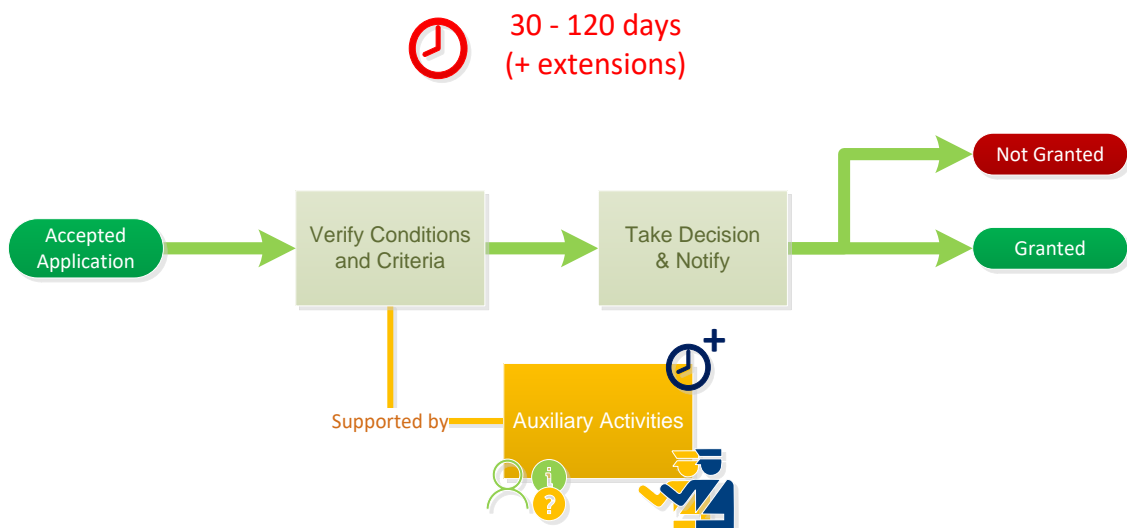 30 - 120 days
(+ extensions)
Not Granted
Accepted
Application
Verify Conditions
and Criteria
Take Decision
& Notify
Granted
Supported by
Auxiliary Activities
i
?